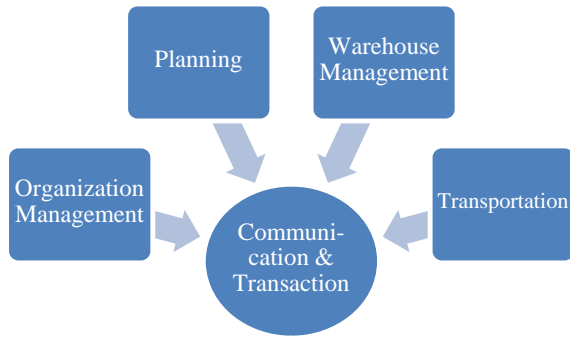 Planning
Warehouse
Management
Organization
Management
Transportation
Communi-
cation &
Transaction